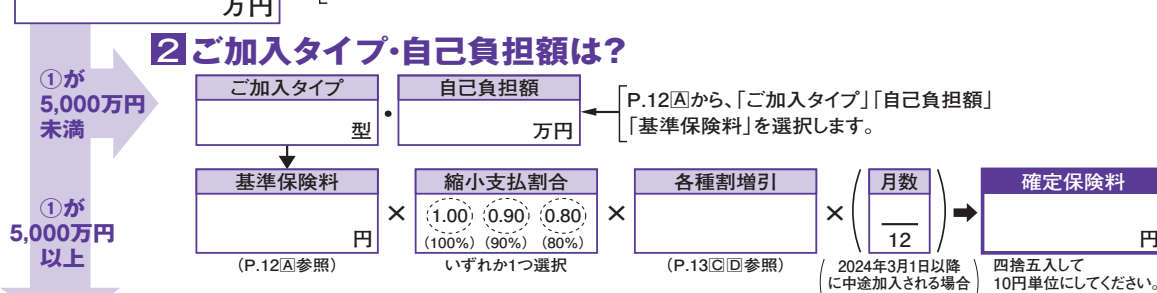 万円
2 ご加入タイプ・自己負担額は?
①が
5,000万円
未満
ご加入タイプ
型
・
自己負担額
万円
P.12Aから、「ご加入タイプ」「自己負担額」
「基準保険料」を選択します。
①が
5,000万円
以上
基準保険料
円
(P.12A参照)
×
縮小支払割合
1.00 0.90 0.80
(100%) (90%) (80%)
いずれか1つ選択
×
各種割増引
(P.13CD参照)
×
月数
12
2024年3月1日以降
に中途加入される場合
確定保険料
円
四捨五入して
10円単位にしてください。